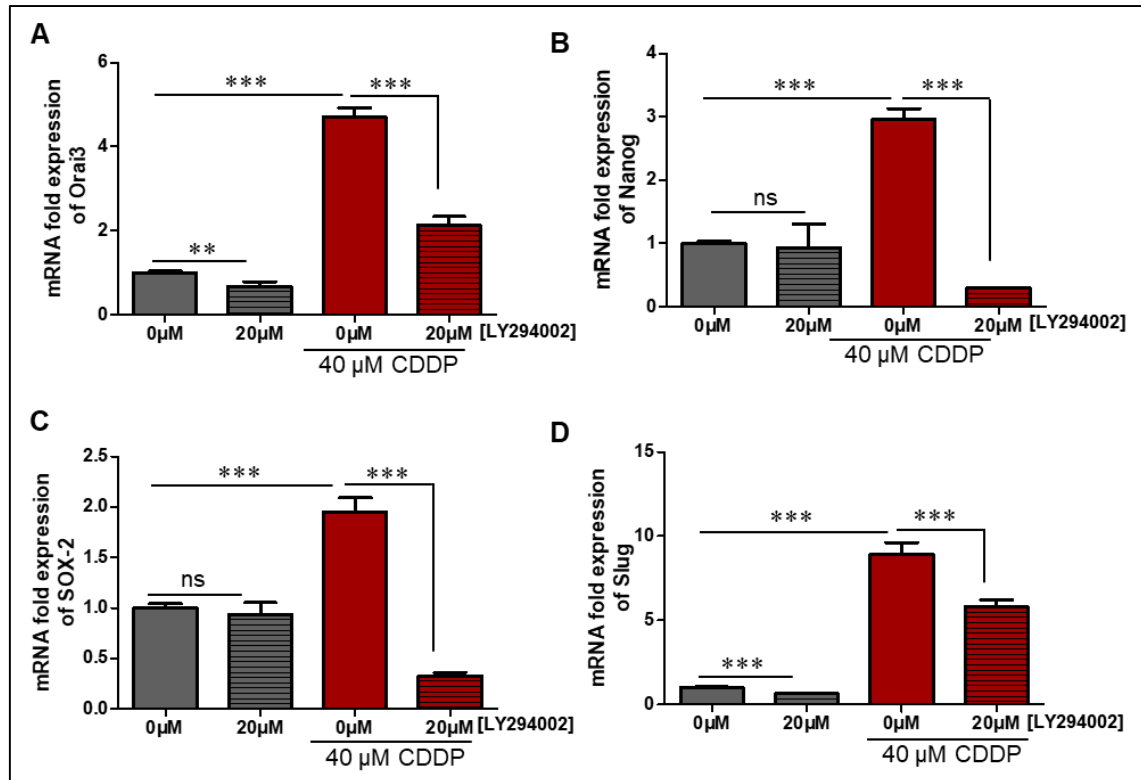 A
mRNA fold expression
of Orai3
6
4
2
0
***
***
**
0µM
20µM
0µM
20µM
[LY294002]
40 µM CDDP
B
mRNA fold expression
of Nanog
4
3
2
1
0
***
***
ns
0µM
20µM
0µM
20µM
[LY294002]
40 µM CDDP
C
mRNA fold expression
of SOX-2
2.5
2.0
1.5
1.0
0.5
0.0
***
***
ns
0µM
20µM
0µM
20µM
[LY294002]
40 µM CDDP
D
mRNA fold expression
of Slug
15
10
5
0
***
***
***
0µM
20µM
0µM
20µM
[LY294002]
40 µM CDDP